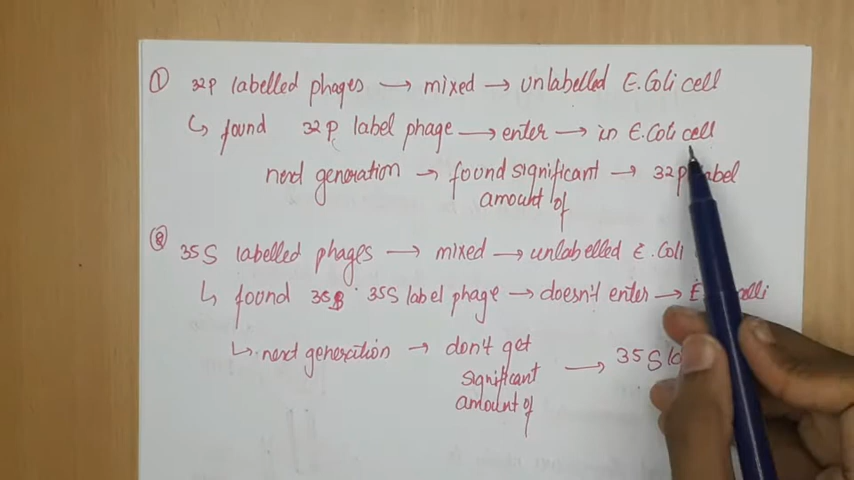 ① 32P labelled phages → mixed → unlabelled E.Coli cell
↳ found 32P label phage → enter → in E.Coli cell
next generation → found significant → 32P label
amount of
② 35S labelled phages → mixed → unlabelled E.Coli
↳ found 35S label phage → doesn't enter →
↳ next generation → don't get
significant → 35S
amount of